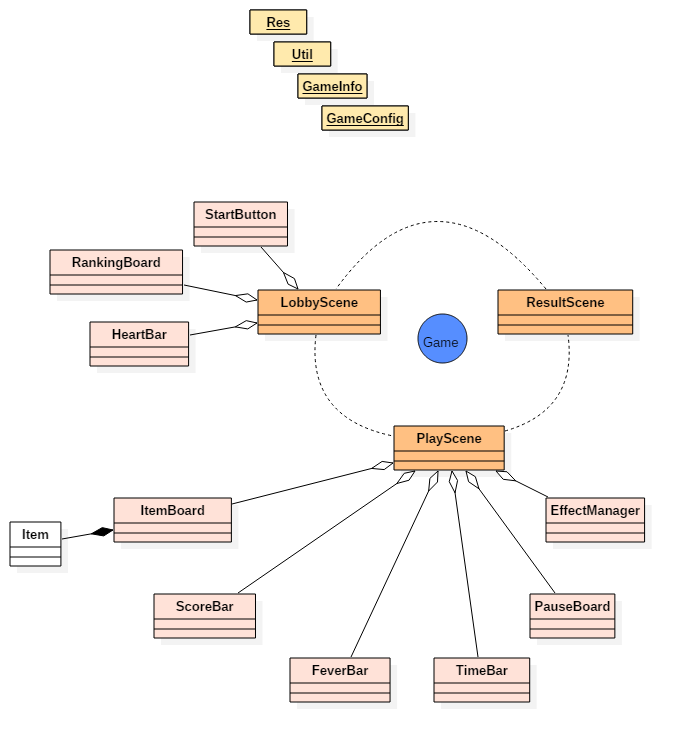 Res
Util
GameInfo
GameConfig
StartButton
RankingBoard
LobbyScene
ResultScene
HeartBar
Game
PlayScene
ItemBoard
EffectManager
Item
ScoreBar
PauseBoard
FeverBar
TimeBar